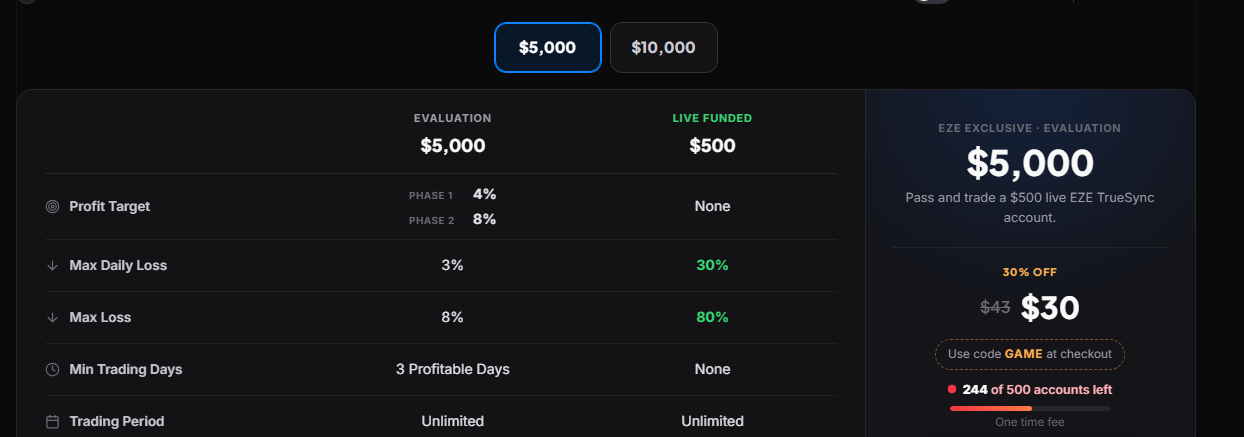 $5,000
$10,000
EVALUATION
$5,000
LIVE FUNDED
$500
Profit Target
PHASE 1 4%
PHASE 2 8%
None
Max Daily Loss 3% 30%
Max Loss 8% 80%
Min Trading Days 3 Profitable Days None
Trading Period Unlimited Unlimited
EZE EXCLUSIVE · EVALUATION
$5,000
Pass and trade a $500 live EZE TrueSync
account.
30% OFF
$43 $30
Use code GAME at checkout
244 of 500 accounts left
One time fee